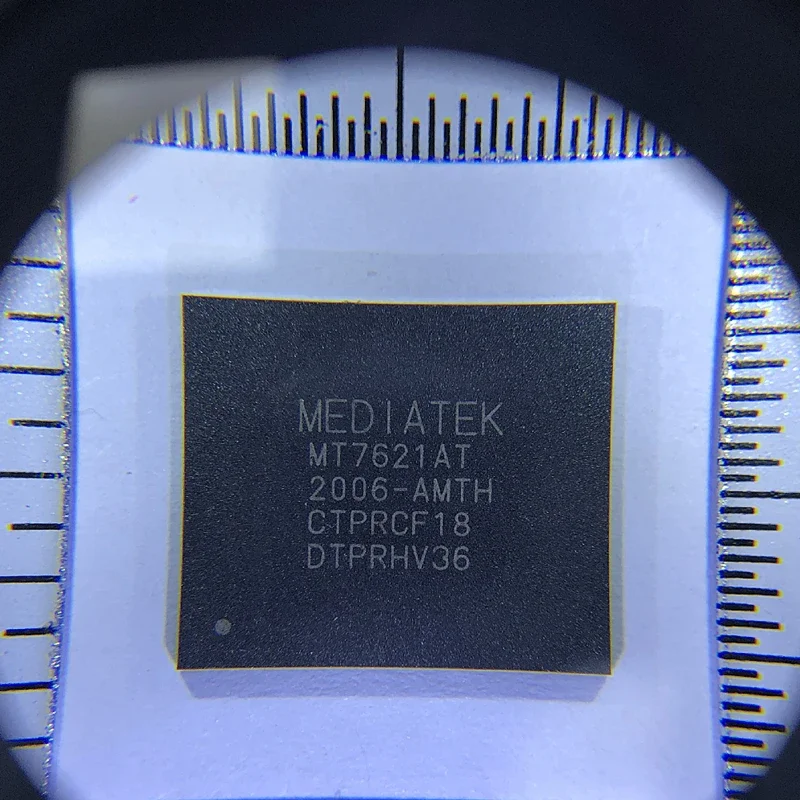 MEDIATEK
MT7621AT
2006-AMTH
CTPRCF18
DTPRHV36